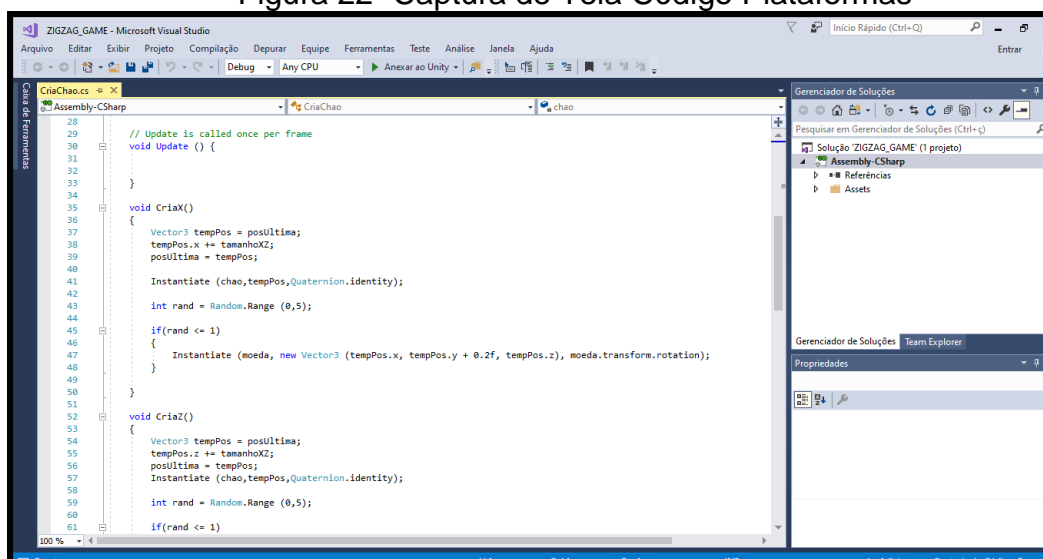 Figura 22- Captura de Tela Código Plataformas
ZIGZAG_GAME - Microsoft Visual Studio
Início Rápido (Ctrl+Q)
Arquivo Editar Exibir Projeto Compilação Depurar Equipe Ferramentas Teste Análise Janela Ajuda
Entrar
Debug Any CPU Anexar ao Unity
Caixa de Ferramentas
CriaChao.cs
Assembly-CSharp CriaChao chao
28
29 // Update is called once per frame
30 void Update () {
31
32
33 }
34
35 void CriaX()
36 {
37 Vector3 tempPos = posUltima;
38 tempPos.x += tamanhoXZ;
39 posUltima = tempPos;
40
41 Instantiate (chao,tempPos,Quaternion.identity);
42
43 int rand = Random.Range (0,5);
44
45 if(rand <= 1)
46 {
47 Instantiate (moeda, new Vector3 (tempPos.x, tempPos.y + 0.2f, tempPos.z), moeda.transform.rotation);
48 }
49
50 }
51
52 void CriaZ()
53 {
54 Vector3 tempPos = posUltima;
55 tempPos.z += tamanhoXZ;
56 posUltima = tempPos;
57 Instantiate (chao,tempPos,Quaternion.identity);
58
59 int rand = Random.Range (0,5);
60
61 if(rand <= 1)
100 %
Gerenciador de Soluções
Pesquisar em Gerenciador de Soluções (Ctrl+ç)
Solução 'ZIGZAG_GAME' (1 projeto)
Assembly-CSharp
Referências
Assets
Gerenciador de Soluções Team Explorer
Propriedades